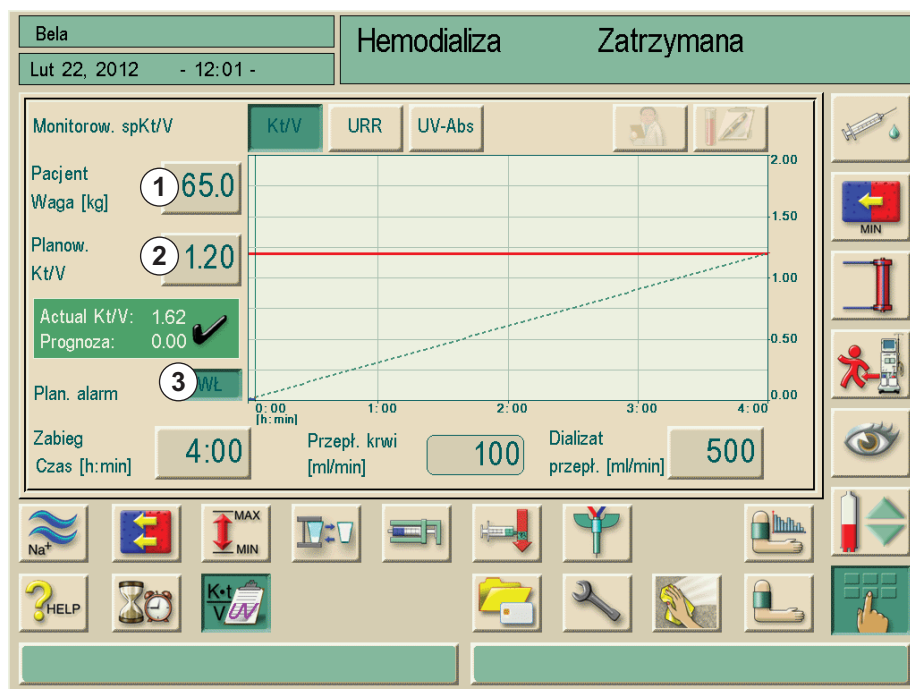 Bela
Hemodializa Zatrzymana
Lut 22, 2012 - 12:01 -
Monitorow. spKt/V
Kt/V URR UV-Abs
Pacjent
Waga [kg]
1 65.0
Planow.
Kt/V
2 1.20
Actual Kt/V: 1.62
Prognoza: 0.00
Plan. alarm
3 WŁ
2.00
1.50
1.00
0.50
0.00
0:00 1:00 2:00 3:00 4:00
[h:min]
Zabieg
Czas [h:min]
4:00
Przepł. krwi
[ml/min]
100
Dializat
przepł. [ml/min]
500
MIN
Na+
MAX
MIN
?HELP
K•t
V UV